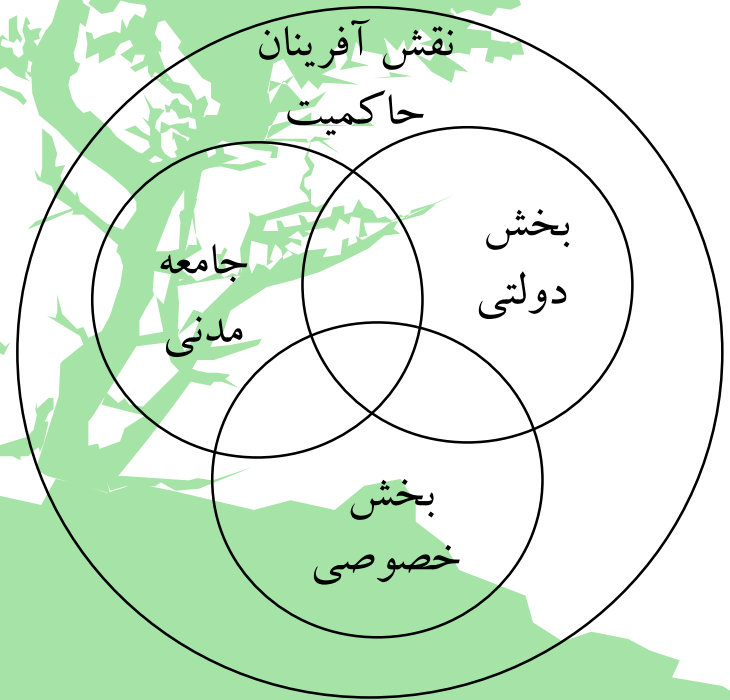 نقش آفرینان
حاکمیت
بخش
دولتی
جامعه
مدنی
بخش
خصوصی